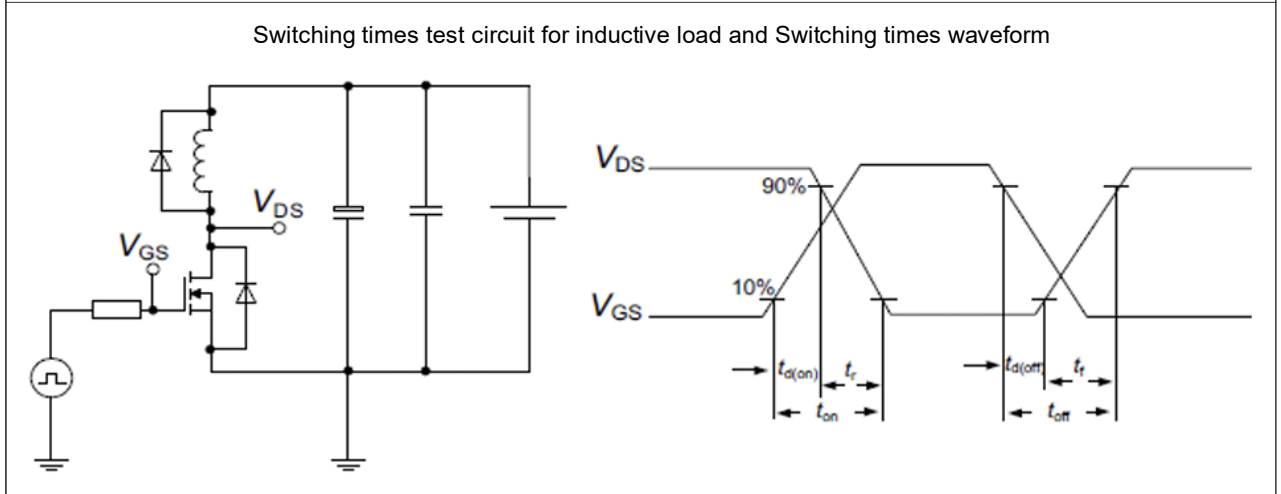 Switching times test circuit for inductive load and Switching times waveform
VDS
VGS
VDS
90%
10%
VGS
td(on)
tr
td(off)
tf
ton
toff